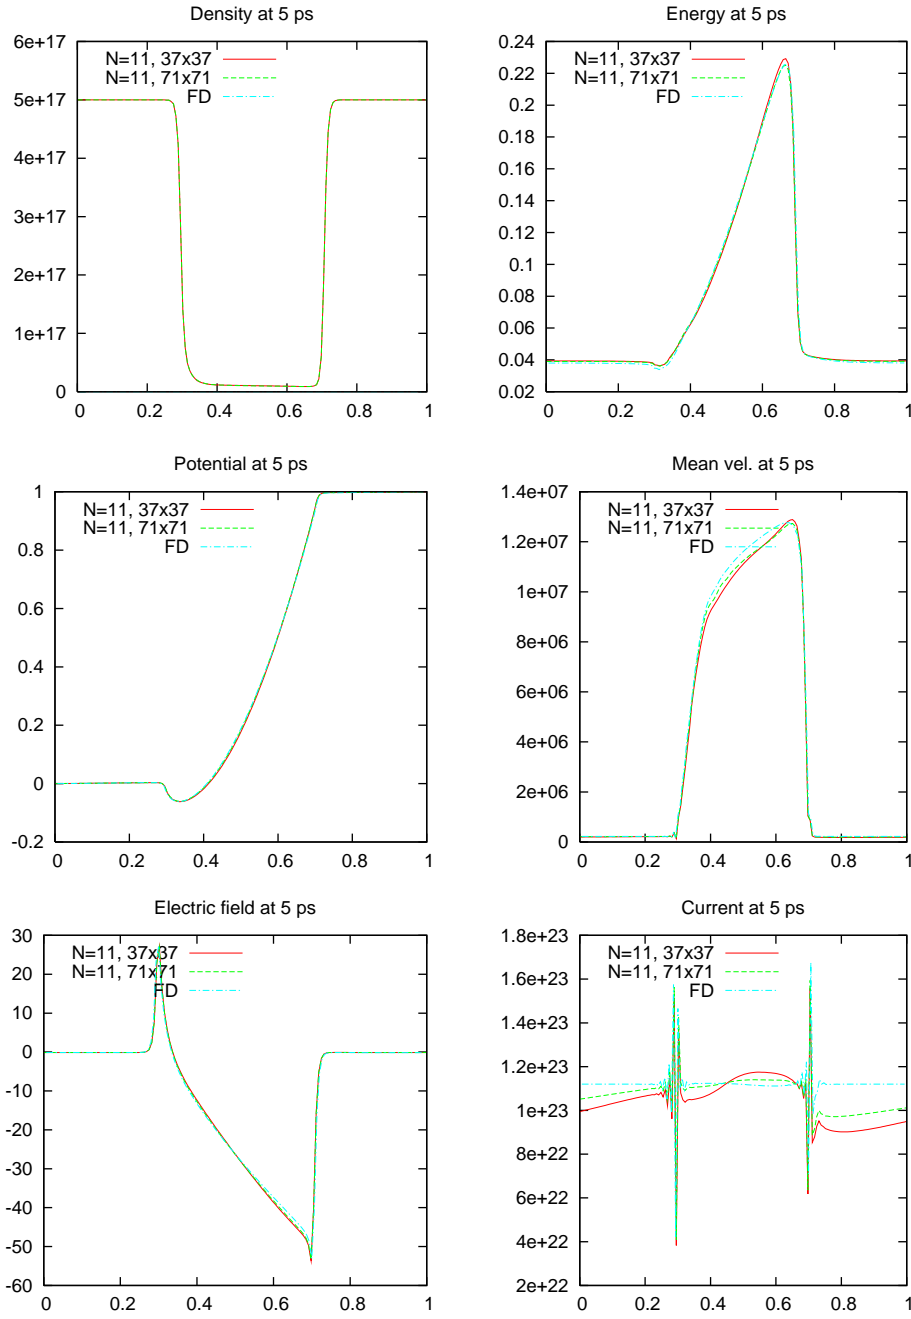 Density at 5 ps
N=11, 37x37
N=11, 71x71
FD
6e+17
5e+17
4e+17
3e+17
2e+17
1e+17
0
0 0.2 0.4 0.6 0.8 1
Energy at 5 ps
N=11, 37x37
N=11, 71x71
FD
0.24
0.22
0.2
0.18
0.16
0.14
0.12
0.1
0.08
0.06
0.04
0.02
0 0.2 0.4 0.6 0.8 1
Potential at 5 ps
N=11, 37x37
N=11, 71x71
FD
1
0.8
0.6
0.4
0.2
0
-0.2
0 0.2 0.4 0.6 0.8 1
Mean vel. at 5 ps
N=11, 37x37
N=11, 71x71
FD
1.4e+07
1.2e+07
1e+07
8e+06
6e+06
4e+06
2e+06
0
0 0.2 0.4 0.6 0.8 1
Electric field at 5 ps
N=11, 37x37
N=11, 71x71
FD
30
20
10
0
-10
-20
-30
-40
-50
-60
0 0.2 0.4 0.6 0.8 1
Current at 5 ps
N=11, 37x37
N=11, 71x71
FD
1.8e+23
1.6e+23
1.4e+23
1.2e+23
1e+23
8e+22
6e+22
4e+22
2e+22
0 0.2 0.4 0.6 0.8 1